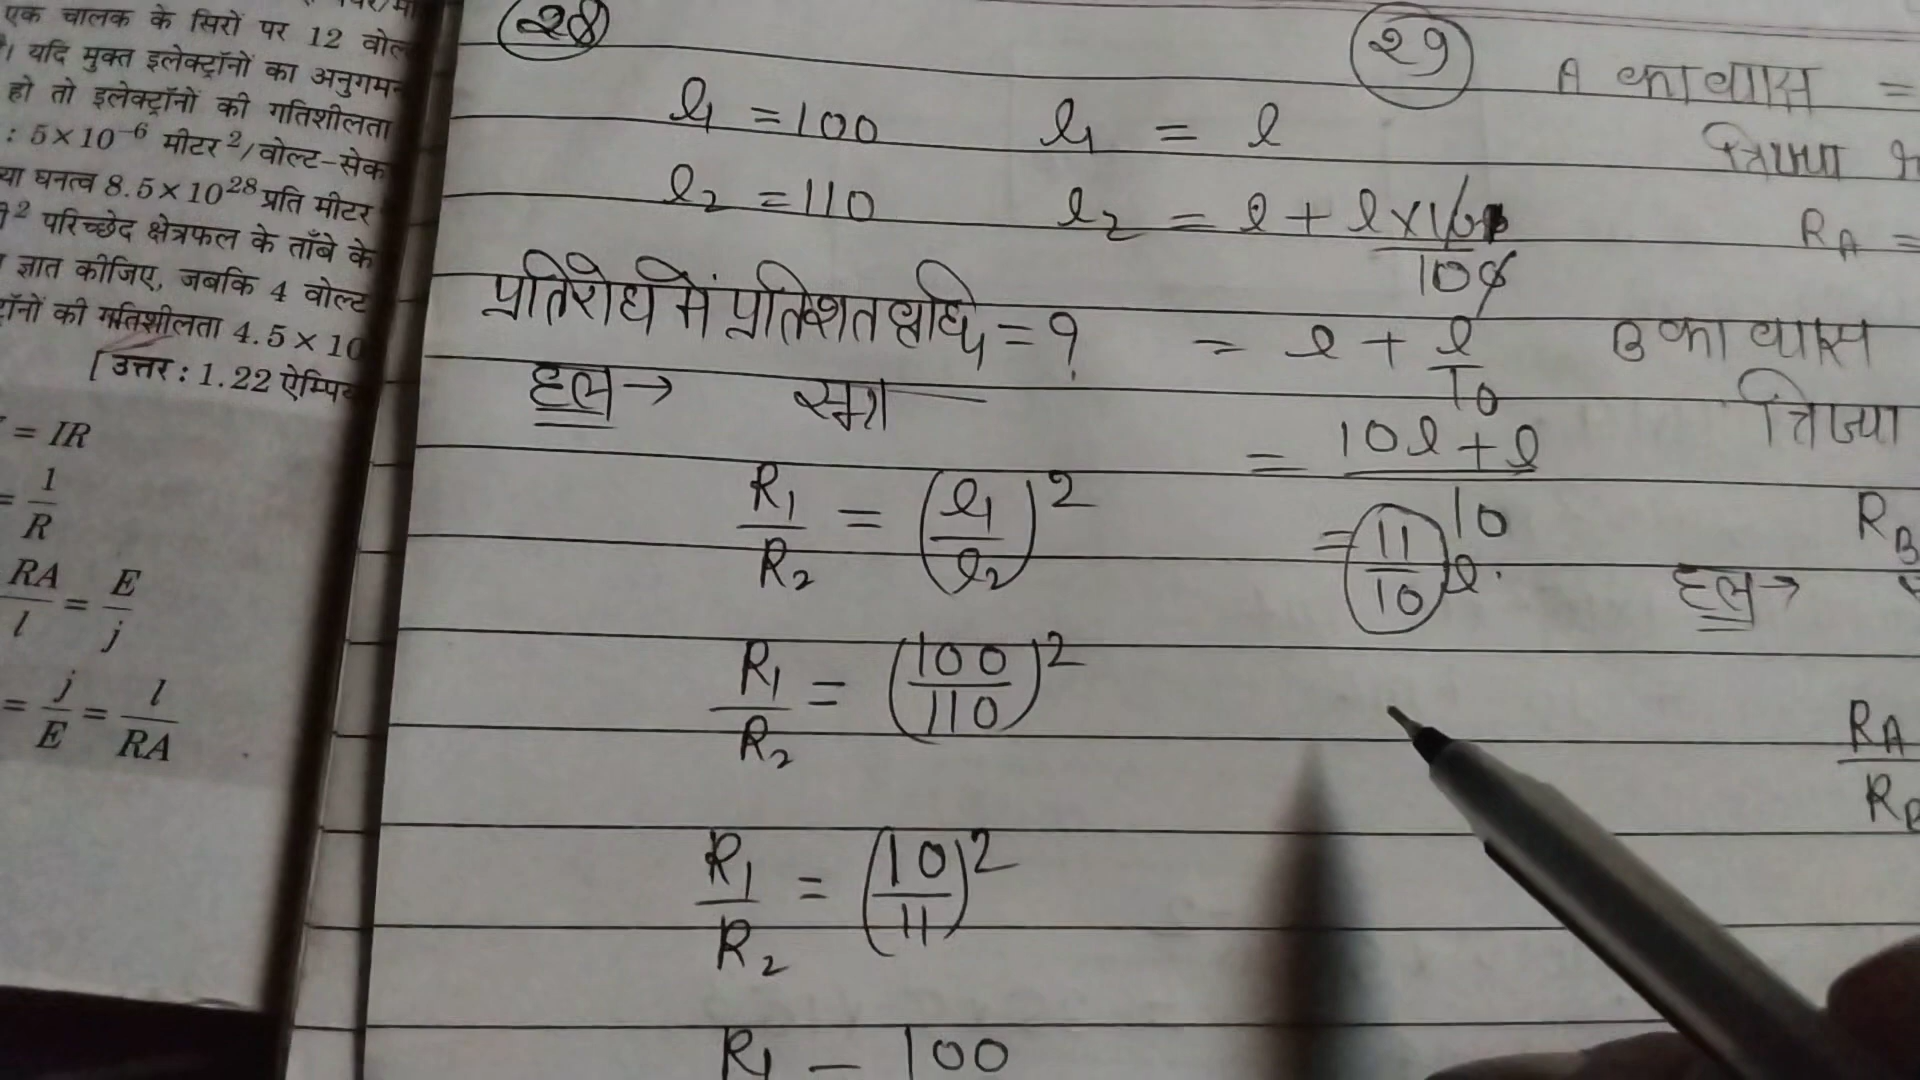 एक चालक के सिरों पर 12 वोल
। यदि मुक्त इलेक्ट्रॉनों का अनुगमन
हो तो इलेक्ट्रॉनों की गतिशीलता
: 5×10⁻⁶ मीटर²/वोल्ट-सेक
या घनत्व 8.5×10²⁸ प्रति मीटर
² परिच्छेद क्षेत्रफल के ताँबे के
ज्ञात कीजिए, जबकि 4 वोल्ट
की गतिशीलता 4.5×10
[उत्तर : 1.22 ऐम्पिय
= IR
= 1/R
RA/l = E/j
= j/E = l/RA
28
l₁ = 100
l₂ = 110
प्रतिरोध में प्रतिशत वृद्धि = ?
हल →
R₁/R₂ = (l₁/l₂)²
R₁/R₂ = (100/110)²
R₁/R₂ = (10/11)²
R₁ – 100
l₁ = l
l₂ = l + l×10/100
= l + l/10
= 10l + l/10
= 11/10 l.
29
A का व्यास =
त्रिज्या
R_A =
B का व्यास
त्रिज्या
R_B
हल →
R_A/R_B